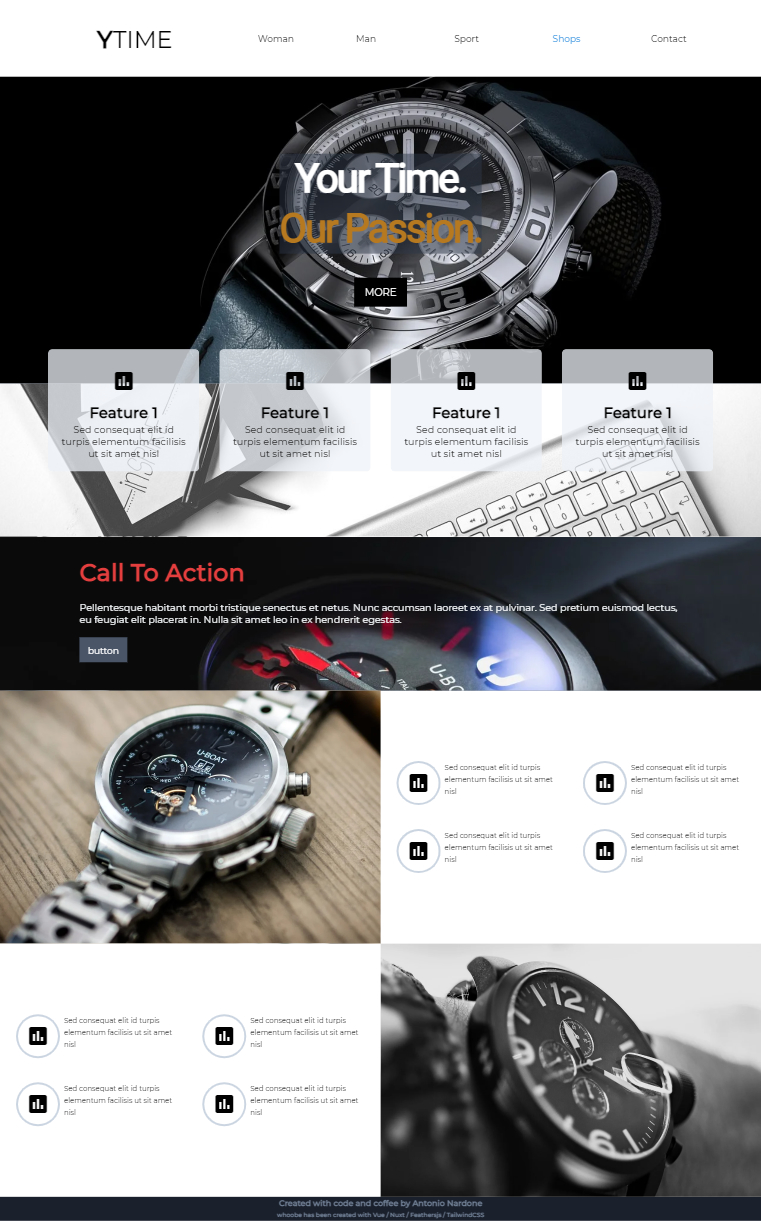 YTIME
Woman Man Sport Shops Contact
Your Time.
Our Passion.
MORE
Feature 1
Sed consequat elit id
turpis elementum facilisis
ut sit amet nisl
Feature 1
Sed consequat elit id
turpis elementum facilisis
ut sit amet nisl
Feature 1
Sed consequat elit id
turpis elementum facilisis
ut sit amet nisl
Feature 1
Sed consequat elit id
turpis elementum facilisis
ut sit amet nisl
Call To Action
Pellentesque habitant morbi tristique senectus et netus. Nunc accumsan laoreet ex at pulvinar. Sed pretium euismod lectus,
eu feugiat elit placerat in. Nulla sit amet leo in ex hendrerit egestas.
button
U-BOAT
Sed consequat elit id turpis
elementum facilisis ut sit amet
nisl
Sed consequat elit id turpis
elementum facilisis ut sit amet
nisl
Sed consequat elit id turpis
elementum facilisis ut sit amet
nisl
Sed consequat elit id turpis
elementum facilisis ut sit amet
nisl
Sed consequat elit id turpis
elementum facilisis ut sit amet
nisl
Sed consequat elit id turpis
elementum facilisis ut sit amet
nisl
Sed consequat elit id turpis
elementum facilisis ut sit amet
nisl
Sed consequat elit id turpis
elementum facilisis ut sit amet
nisl
12
Created with code and coffee by Antonio Nardone
whoobe has been created with Vue / Nuxt / Feathersjs / TailwindCSS